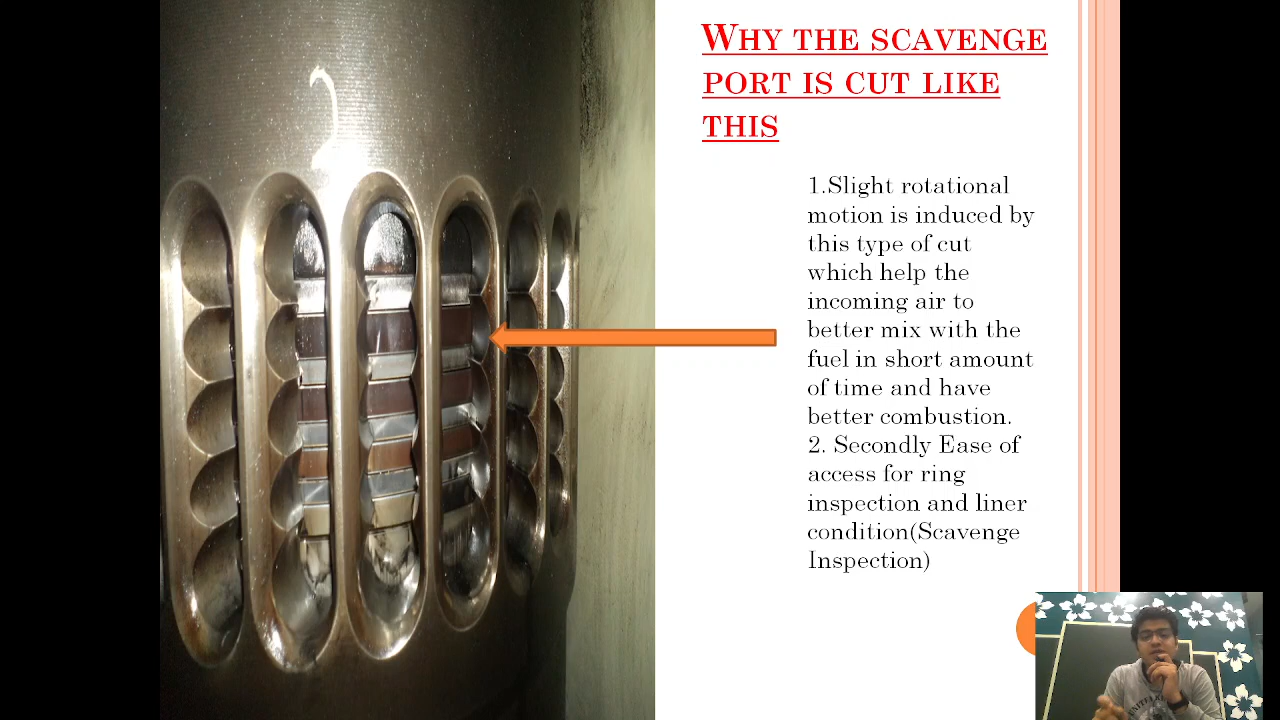 WHY THE SCAVENGE
PORT IS CUT LIKE
THIS
1.Slight rotational
motion is induced by
this type of cut
which help the
incoming air to
better mix with the
fuel in short amount
of time and have
better combustion.
2. Secondly Ease of
access for ring
inspection and liner
condition(Scavenge
Inspection)